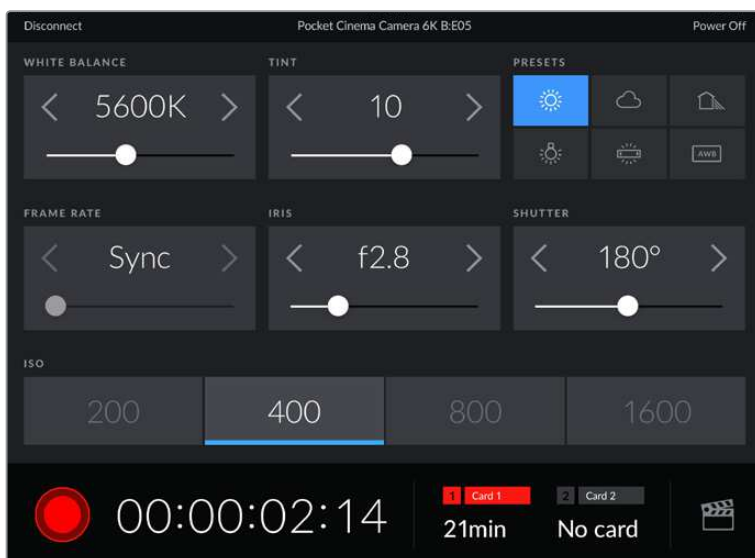 Disconnect Pocket Cinema Camera 6K B:E05 Power Off
WHITE BALANCE TINT PRESETS
5600K 10
AWB
FRAME RATE IRIS SHUTTER
Sync f2.8 180°
ISO
200 400 800 1600
00:00:02:14
1 Card 1 2 Card 2
21min No card